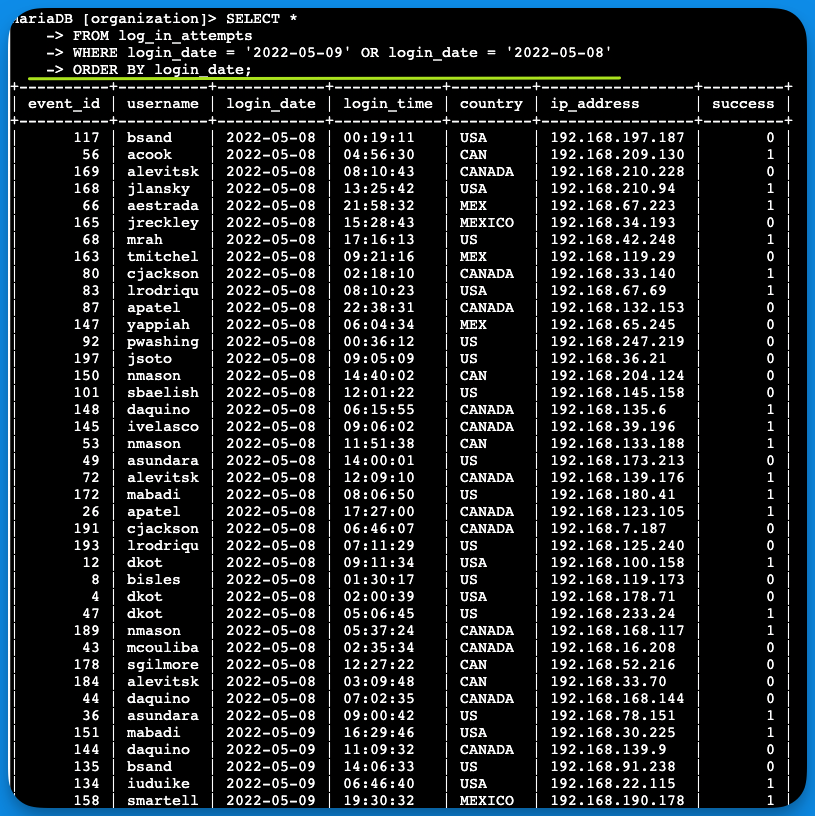 MariaDB [organization]> SELECT *
-> FROM log_in_attempts
-> WHERE login_date = '2022-05-09' OR login_date = '2022-05-08'
-> ORDER BY login_date;
+----------+----------+------------+------------+---------+-----------------+---------+
| event_id | username | login_date | login_time | country | ip_address | success |
+----------+----------+------------+------------+---------+-----------------+---------+
| 117 | bsand | 2022-05-08 | 00:19:11 | USA | 192.168.197.187 | 0 |
| 56 | acook | 2022-05-08 | 04:56:30 | CAN | 192.168.209.130 | 1 |
| 169 | alevitsk | 2022-05-08 | 08:10:43 | CANADA | 192.168.210.228 | 0 |
| 168 | jlansky | 2022-05-08 | 13:25:42 | USA | 192.168.210.94 | 1 |
| 66 | aestrada | 2022-05-08 | 21:58:32 | MEX | 192.168.67.223 | 1 |
| 165 | jreckley | 2022-05-08 | 15:28:43 | MEXICO | 192.168.34.193 | 0 |
| 68 | mrah | 2022-05-08 | 17:16:13 | US | 192.168.42.248 | 1 |
| 163 | tmitchel | 2022-05-08 | 09:21:16 | MEX | 192.168.119.29 | 0 |
| 80 | cjackson | 2022-05-08 | 02:18:10 | CANADA | 192.168.33.140 | 1 |
| 83 | lrodriqu | 2022-05-08 | 08:10:23 | USA | 192.168.67.69 | 1 |
| 87 | apatel | 2022-05-08 | 22:38:31 | CANADA | 192.168.132.153 | 0 |
| 147 | yappiah | 2022-05-08 | 06:04:34 | MEX | 192.168.65.245 | 0 |
| 92 | pwashing | 2022-05-08 | 00:36:12 | US | 192.168.247.219 | 0 |
| 197 | jsoto | 2022-05-08 | 09:05:09 | US | 192.168.36.21 | 0 |
| 150 | nmason | 2022-05-08 | 14:40:02 | CAN | 192.168.204.124 | 0 |
| 101 | sbaelish | 2022-05-08 | 12:01:22 | US | 192.168.145.158 | 0 |
| 148 | daquino | 2022-05-08 | 06:15:55 | CANADA | 192.168.135.6 | 1 |
| 145 | ivelasco | 2022-05-08 | 09:06:02 | CANADA | 192.168.39.196 | 1 |
| 53 | nmason | 2022-05-08 | 11:51:38 | CAN | 192.168.133.188 | 1 |
| 49 | asundara | 2022-05-08 | 14:00:01 | US | 192.168.173.213 | 0 |
| 72 | alevitsk | 2022-05-08 | 12:09:10 | CANADA | 192.168.139.176 | 1 |
| 172 | mabadi | 2022-05-08 | 08:06:50 | US | 192.168.180.41 | 1 |
| 26 | apatel | 2022-05-08 | 17:27:00 | CANADA | 192.168.123.105 | 1 |
| 191 | cjackson | 2022-05-08 | 06:46:07 | CANADA | 192.168.7.187 | 0 |
| 193 | lrodriqu | 2022-05-08 | 07:11:29 | US | 192.168.125.240 | 0 |
| 12 | dkot | 2022-05-08 | 09:11:34 | USA | 192.168.100.158 | 1 |
| 8 | bisles | 2022-05-08 | 01:30:17 | US | 192.168.119.173 | 0 |
| 4 | dkot | 2022-05-08 | 02:00:39 | USA | 192.168.178.71 | 0 |
| 47 | dkot | 2022-05-08 | 05:06:45 | US | 192.168.233.24 | 1 |
| 189 | nmason | 2022-05-08 | 05:37:24 | CANADA | 192.168.168.117 | 1 |
| 43 | mcouliba | 2022-05-08 | 02:35:34 | CANADA | 192.168.16.208 | 0 |
| 178 | sgilmore | 2022-05-08 | 12:27:22 | CAN | 192.168.52.216 | 0 |
| 184 | alevitsk | 2022-05-08 | 03:09:48 | CAN | 192.168.33.70 | 0 |
| 44 | daquino | 2022-05-08 | 07:02:35 | CANADA | 192.168.168.144 | 0 |
| 36 | asundara | 2022-05-08 | 09:00:42 | US | 192.168.78.151 | 1 |
| 151 | mabadi | 2022-05-09 | 16:29:46 | USA | 192.168.30.225 | 1 |
| 144 | daquino | 2022-05-09 | 11:09:32 | CANADA | 192.168.139.9 | 0 |
| 135 | bsand | 2022-05-09 | 14:06:33 | US | 192.168.91.238 | 0 |
| 134 | iuduike | 2022-05-09 | 06:46:40 | USA | 192.168.22.115 | 1 |
| 158 | smartell | 2022-05-09 | 19:30:32 | MEXICO | 192.168.190.178 | 1 |